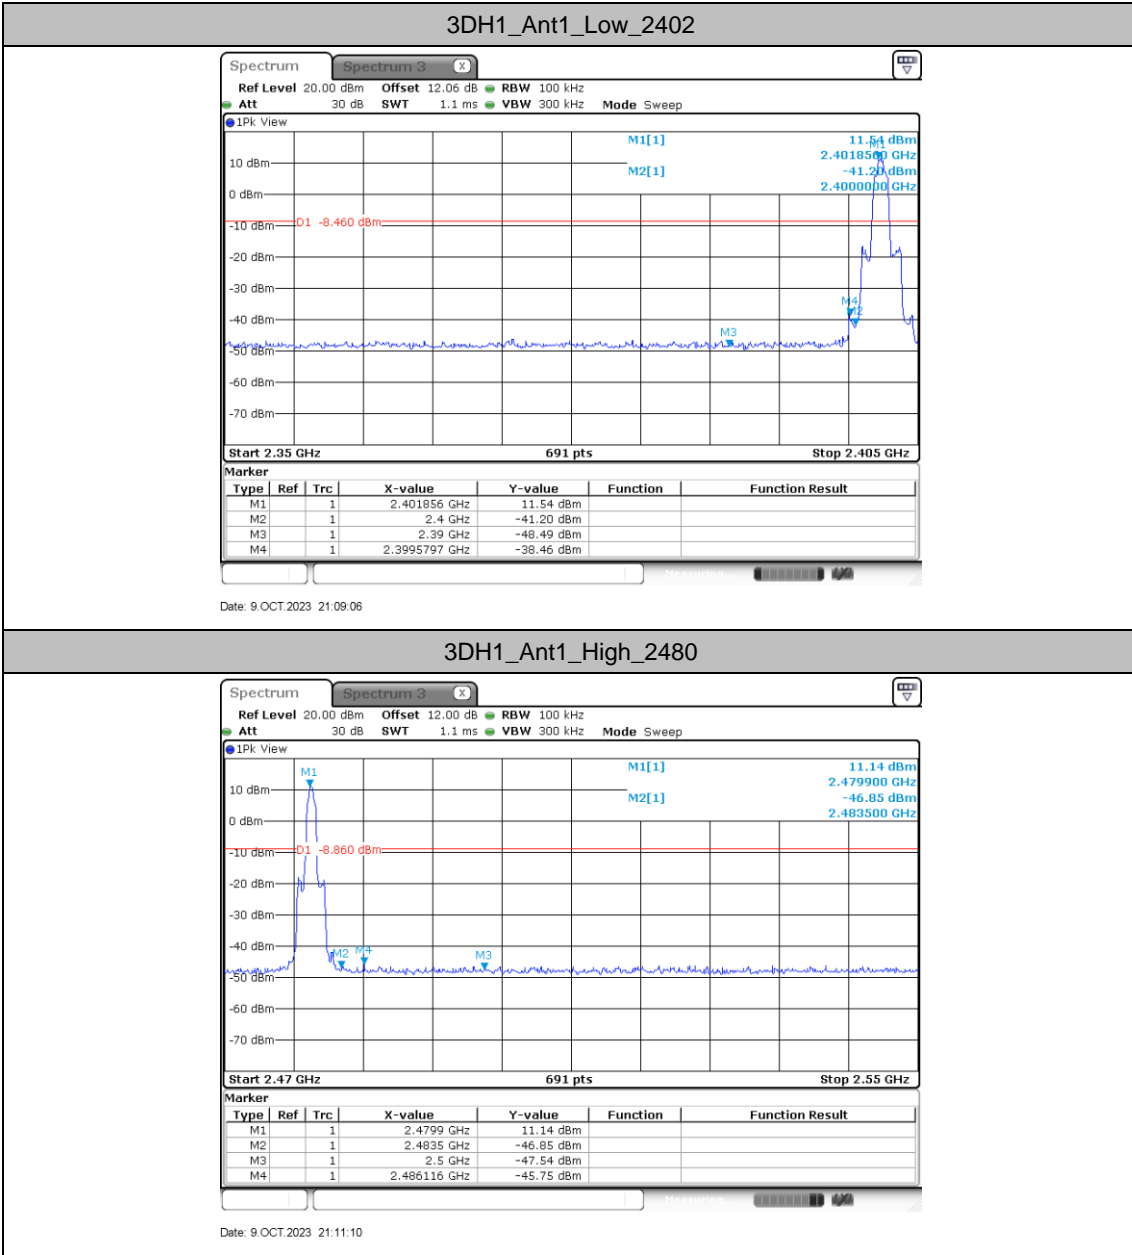 3DH1_Ant1_Low_2402
Spectrum Spectrum 3 X
Ref Level 20.00 dBm Offset 12.06 dB RBW 100 kHz
Att 30 dB SWT 1.1 ms VBW 300 kHz Mode Sweep
1Pk View
M1[1] 11.54 dBm
2.4018560 GHz
M2[1] -41.20 dBm
2.4000000 GHz
M1
10 dBm
0 dBm
D1 -8.460 dBm
-10 dBm
-20 dBm
-30 dBm
M4
M2
-40 dBm
M3
-50 dBm
-60 dBm
-70 dBm
Start 2.35 GHz 691 pts Stop 2.405 GHz
Marker
Type Ref Trc X-value Y-value Function Function Result
M1 1 2.401856 GHz 11.54 dBm
M2 1 2.4 GHz -41.20 dBm
M3 1 2.39 GHz -48.49 dBm
M4 1 2.3995797 GHz -38.46 dBm
Measuring...
Date: 9.OCT.2023 21:09:06
3DH1_Ant1_High_2480
Spectrum Spectrum 3 X
Ref Level 20.00 dBm Offset 12.00 dB RBW 100 kHz
Att 30 dB SWT 1.1 ms VBW 300 kHz Mode Sweep
1Pk View
M1[1] 11.14 dBm
2.479900 GHz
M2[1] -46.85 dBm
2.483500 GHz
M1
10 dBm
0 dBm
D1 -8.860 dBm
-10 dBm
-20 dBm
-30 dBm
-40 dBm
M2 M4 M3
-50 dBm
-60 dBm
-70 dBm
Start 2.47 GHz 691 pts Stop 2.55 GHz
Marker
Type Ref Trc X-value Y-value Function Function Result
M1 1 2.4799 GHz 11.14 dBm
M2 1 2.4835 GHz -46.85 dBm
M3 1 2.5 GHz -47.54 dBm
M4 1 2.486116 GHz -45.75 dBm
Measuring...
Date: 9.OCT.2023 21:11:10